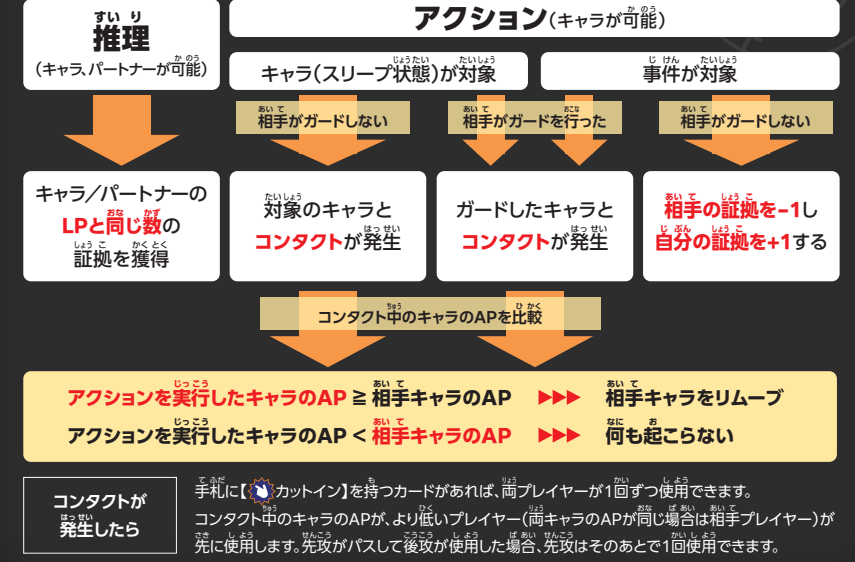 推理
(キャラ、パートナーが可能)
アクション(キャラが可能)
キャラ(スリープ状態)が対象
事件が対象
相手がガードしない
相手がガードを行った
相手がガードしない
キャラ/パートナーの
LPと同じ数の
証拠を獲得
対象のキャラと
コンタクトが発生
ガードしたキャラと
コンタクトが発生
相手の証拠を−1し
自分の証拠を+1する
コンタクト中のキャラのAPを比較
アクションを実行したキャラのAP ≧ 相手キャラのAP ▶▶▶ 相手キャラをリムーブ
アクションを実行したキャラのAP < 相手キャラのAP ▶▶▶ 何も起こらない
コンタクトが
発生したら
手札に【カットイン】を持つカードがあれば、両プレイヤーが1回ずつ使用できます。
コンタクト中のキャラのAPが、より低いプレイヤー(両キャラのAPが同じ場合は相手プレイヤー)が
先に使用します。先攻がパスして後攻が使用した場合、先攻はそのあとで1回使用できます。